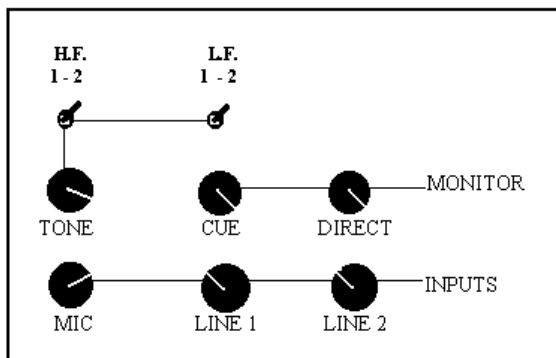 H.F. L.F.
1 - 2 1 - 2
MONITOR
TONE CUE DIRECT
INPUTS
MIC LINE 1 LINE 2